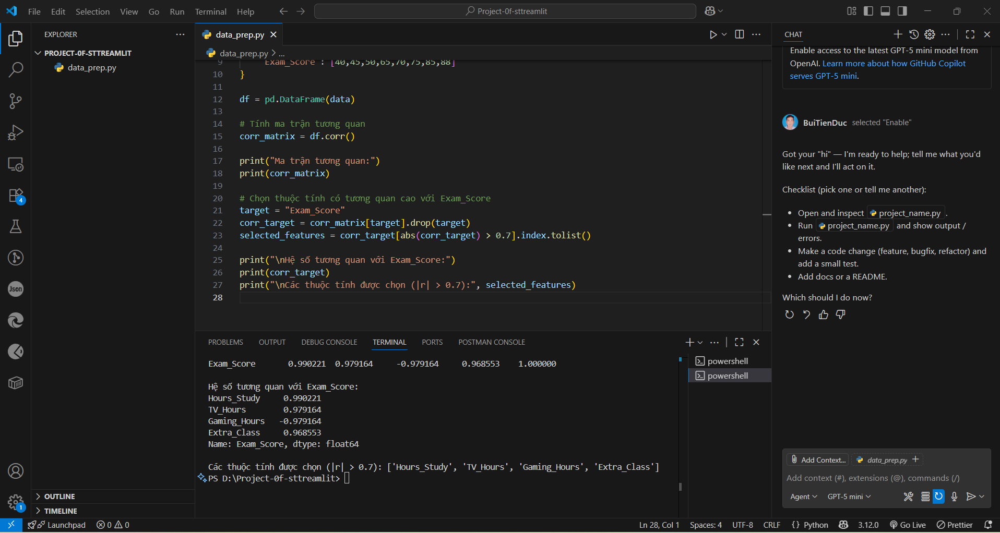 File Edit Selection View Go Run Terminal Help
Project-0f-sttreamlit
EXPLORER
PROJECT-0F-STTREAMLIT
data_prep.py
4
Json
1
OUTLINE
TIMELINE
data_prep.py
data_prep.py > ...
9 Exam_Score : [40,45,50,65,70,75,85,88]
10 }
11
12 df = pd.DataFrame(data)
13
14 # Tính ma trận tương quan
15 corr_matrix = df.corr()
16
17 print("Ma trận tương quan:")
18 print(corr_matrix)
19
20 # Chọn thuộc tính có tương quan cao với Exam_Score
21 target = "Exam_Score"
22 corr_target = corr_matrix[target].drop(target)
23 selected_features = corr_target[abs(corr_target) > 0.7].index.tolist()
24
25 print("\nHệ số tương quan với Exam_Score:")
26 print(corr_target)
27 print("\nCác thuộc tính được chọn (|r| > 0.7):", selected_features)
28
PROBLEMS OUTPUT DEBUG CONSOLE TERMINAL PORTS POSTMAN CONSOLE
Exam_Score 0.990221 0.979164 -0.979164 0.968553 1.000000
Hệ số tương quan với Exam_Score:
Hours_Study 0.990221
TV_Hours 0.979164
Gaming_Hours -0.979164
Extra_Class 0.968553
Name: Exam_Score, dtype: float64
Các thuộc tính được chọn (|r| > 0.7): ['Hours_Study', 'TV_Hours', 'Gaming_Hours', 'Extra_Class']
PS D:\Project-0f-sttreamlit>
powershell
powershell
CHAT
Enable access to the latest GPT-5 mini model from
OpenAI. Learn more about how GitHub Copilot
serves GPT-5 mini.
BuiTienDuc selected "Enable"
Got your "hi" — I'm ready to help; tell me what you'd
like next and I'll act on it.
Checklist (pick one or tell me another):
• Open and inspect project_name.py .
• Run project_name.py and show output /
errors.
• Make a code change (feature, bugfix, refactor) and
add a small test.
• Add docs or a README.
Which should I do now?
Add Context... data_prep.py +
Add context (#), extensions (@), commands (/)
Agent GPT-5 mini
Launchpad 0 0
Ln 28, Col 1 Spaces: 4 UTF-8 CRLF {} Python 3.12.0 Go Live Prettier